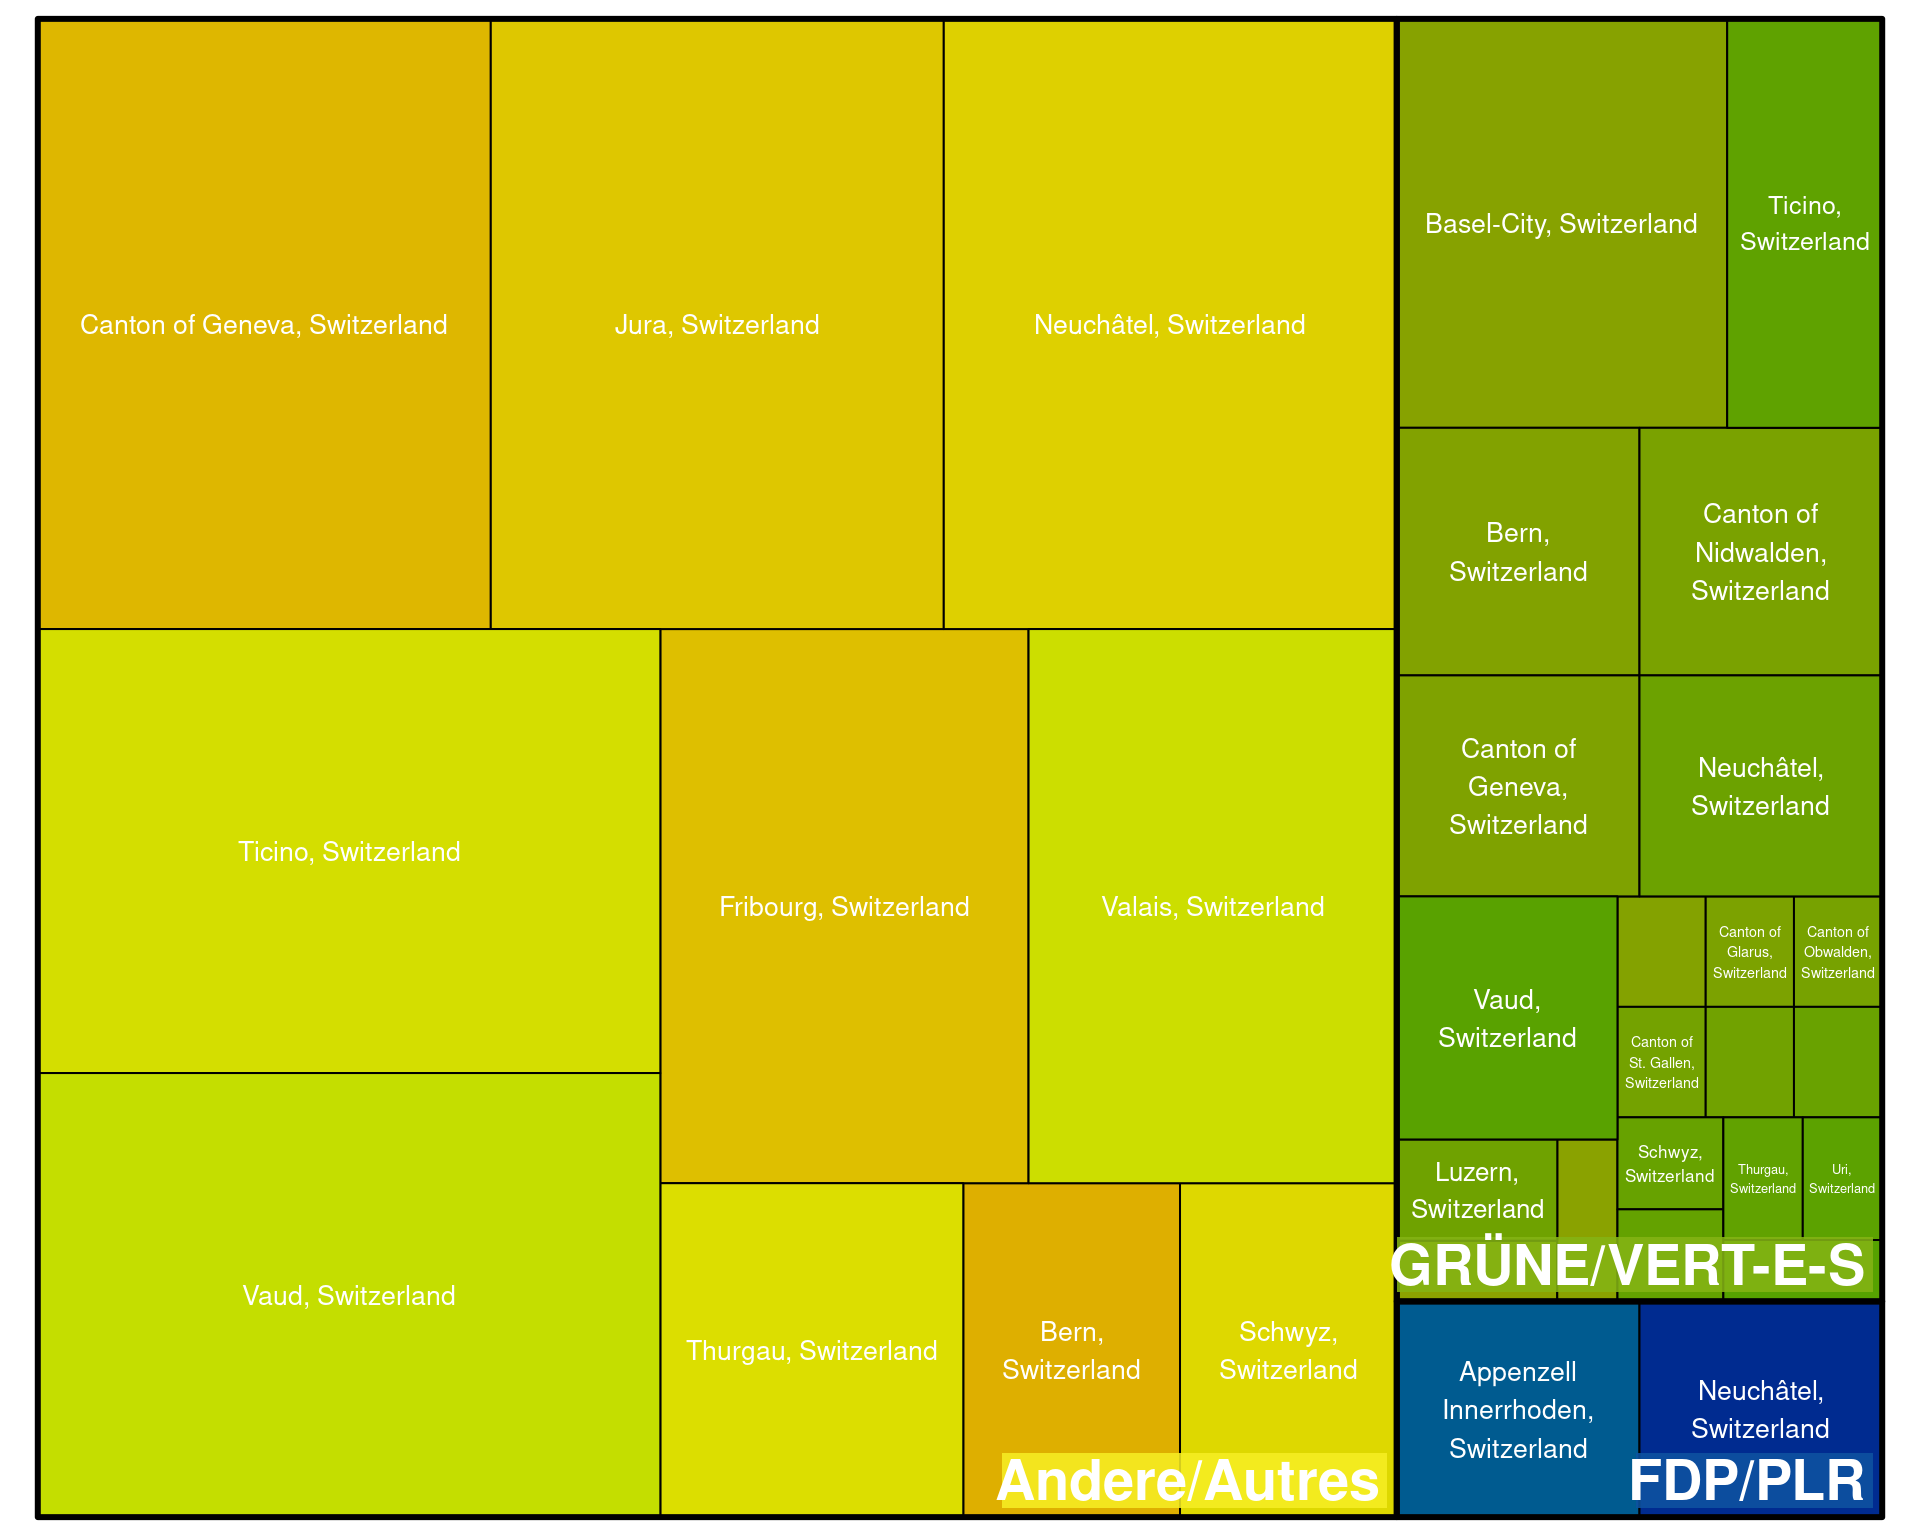 Canton of Geneva, Switzerland
Jura, Switzerland
Neuchâtel, Switzerland
Ticino, Switzerland
Vaud, Switzerland
Fribourg, Switzerland
Valais, Switzerland
Thurgau, Switzerland
Bern,
Switzerland
Schwyz,
Switzerland
Andere/Autres
Basel-City, Switzerland
Ticino,
Switzerland
Bern,
Switzerland
Canton of
Nidwalden,
Switzerland
Canton of
Geneva,
Switzerland
Neuchâtel,
Switzerland
Vaud,
Switzerland
Canton of
Glarus,
Switzerland
Canton of
Obwalden,
Switzerland
Canton of
St. Gallen,
Switzerland
Luzern,
Switzerland
Schwyz,
Switzerland
Thurgau,
Switzerland
Uri,
Switzerland
GRÜNE/VERT-E-S
Appenzell
Innerrhoden,
Switzerland
Neuchâtel,
Switzerland
FDP/PLR